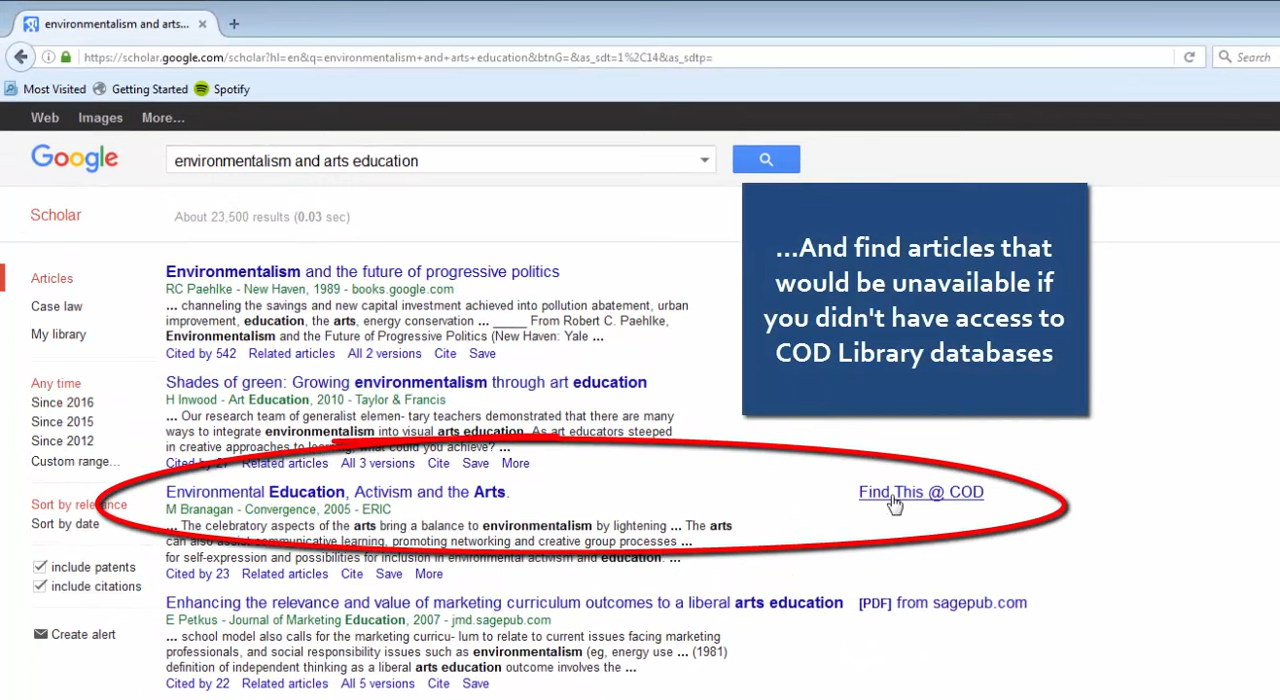 environmentalism and arts...
https://scholar.google.com/scholar?hl=en&q=environmentalism+and+arts+education&btnG=&as_sdt=1%2C14&as_sdtp=
Search
Most Visited Getting Started Spotify
Web Images More...
Google environmentalism and arts education
Scholar About 23,500 results (0.03 sec)
...And find articles that
would be unavailable if
you didn't have access to
COD Library databases
Articles
Case law
My library
Any time
Since 2016
Since 2015
Since 2012
Custom range...
Sort by relevance
Sort by date
include patents
include citations
Create alert
Environmentalism and the future of progressive politics
RC Paehlke - New Haven, 1989 - books.google.com
... channeling the savings and new capital investment achieved into pollution abatement, urban
improvement, education, the arts, energy conservation ... _____ From Robert C. Paehlke,
Environmentalism and the Future of Progressive Politics (New Haven: Yale ...
Cited by 542 Related articles All 2 versions Cite Save
Shades of green: Growing environmentalism through art education
H Inwood - Art Education, 2010 - Taylor & Francis
... Our research team of generalist elemen- tary teachers demonstrated that there are many
ways to integrate environmentalism into visual arts education. As art educators steeped
in creative approaches to learning, what could you achieve? ...
Cited by 27 Related articles All 3 versions Cite Save More
Environmental Education, Activism and the Arts.
Find This @ COD
M Branagan - Convergence, 2005 - ERIC
... The celebratory aspects of the arts bring a balance to environmentalism by lightening ... The arts
can also assist communicative learning, promoting networking and creative group processes ...
for self-expression and possibilities for inclusion in environmental activism and education. ...
Cited by 23 Related articles Cite Save More
Enhancing the relevance and value of marketing curriculum outcomes to a liberal arts education
[PDF] from sagepub.com
E Petkus - Journal of Marketing Education, 2007 - jmd.sagepub.com
... school model also calls for the marketing curricu- lum to relate to current issues facing marketing
professionals, and social responsibility issues such as environmentalism (eg, energy use ... (1981)
definition of independent thinking as a liberal arts education outcome involves the ...
Cited by 22 Related articles All 5 versions Cite Save